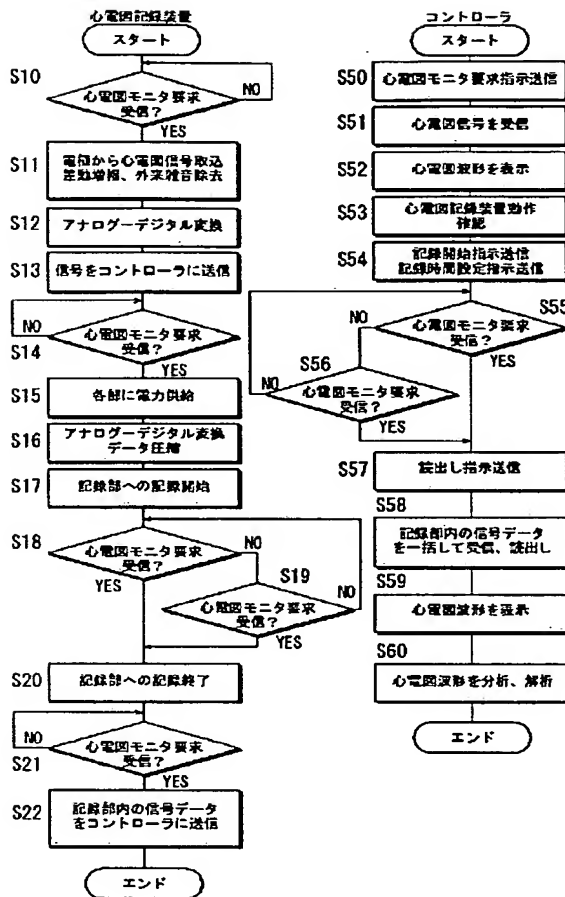 心電図記録装置
スタート
S10
心電図モニタ要求
受信?
NO
YES
S11
電極から心電図信号取込
差動増幅、外来雑音除去
S12
アナログーデジタル変換
S13
信号をコントローラに送信
NO
心電図モニタ要求
受信?
S14
YES
S15
各部に電力供給
S16
アナログーデジタル変換
データ圧縮
S17
記録部への記録開始
S18
心電図モニタ要求
受信?
NO
YES
S19
NO
心電図モニタ要求
受信?
YES
S20
記録部への記録終了
NO
心電図モニタ要求
受信?
S21
YES
S22
記録部内の信号データ
をコントローラに送信
エンド
コントローラ
スタート
S50
心電図モニタ要求指示送信
S51
心電図信号を受信
S52
心電図波形を表示
S53
心電図記録装置動作
確認
S54
記録開始指示送信
記録時間設定指示送信
S55
NO
心電図モニタ要求
受信?
YES
S56
NO
心電図モニタ要求
受信?
YES
S57
読出し指示送信
S58
記録部内の信号データ
を一括して受信、読出し
S59
心電図波形を表示
S60
心電図波形を分析、解析
エンド